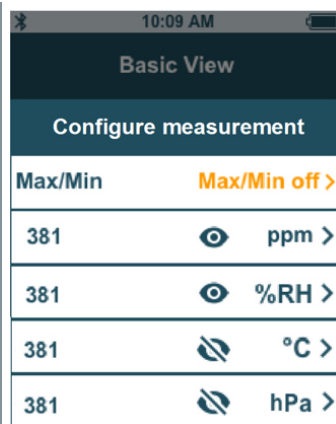 10:09 AM
Basic View
Configure measurement
Max/Min Max/Min off >
381 ppm >
381 %RH >
381 °C >
381 hPa >